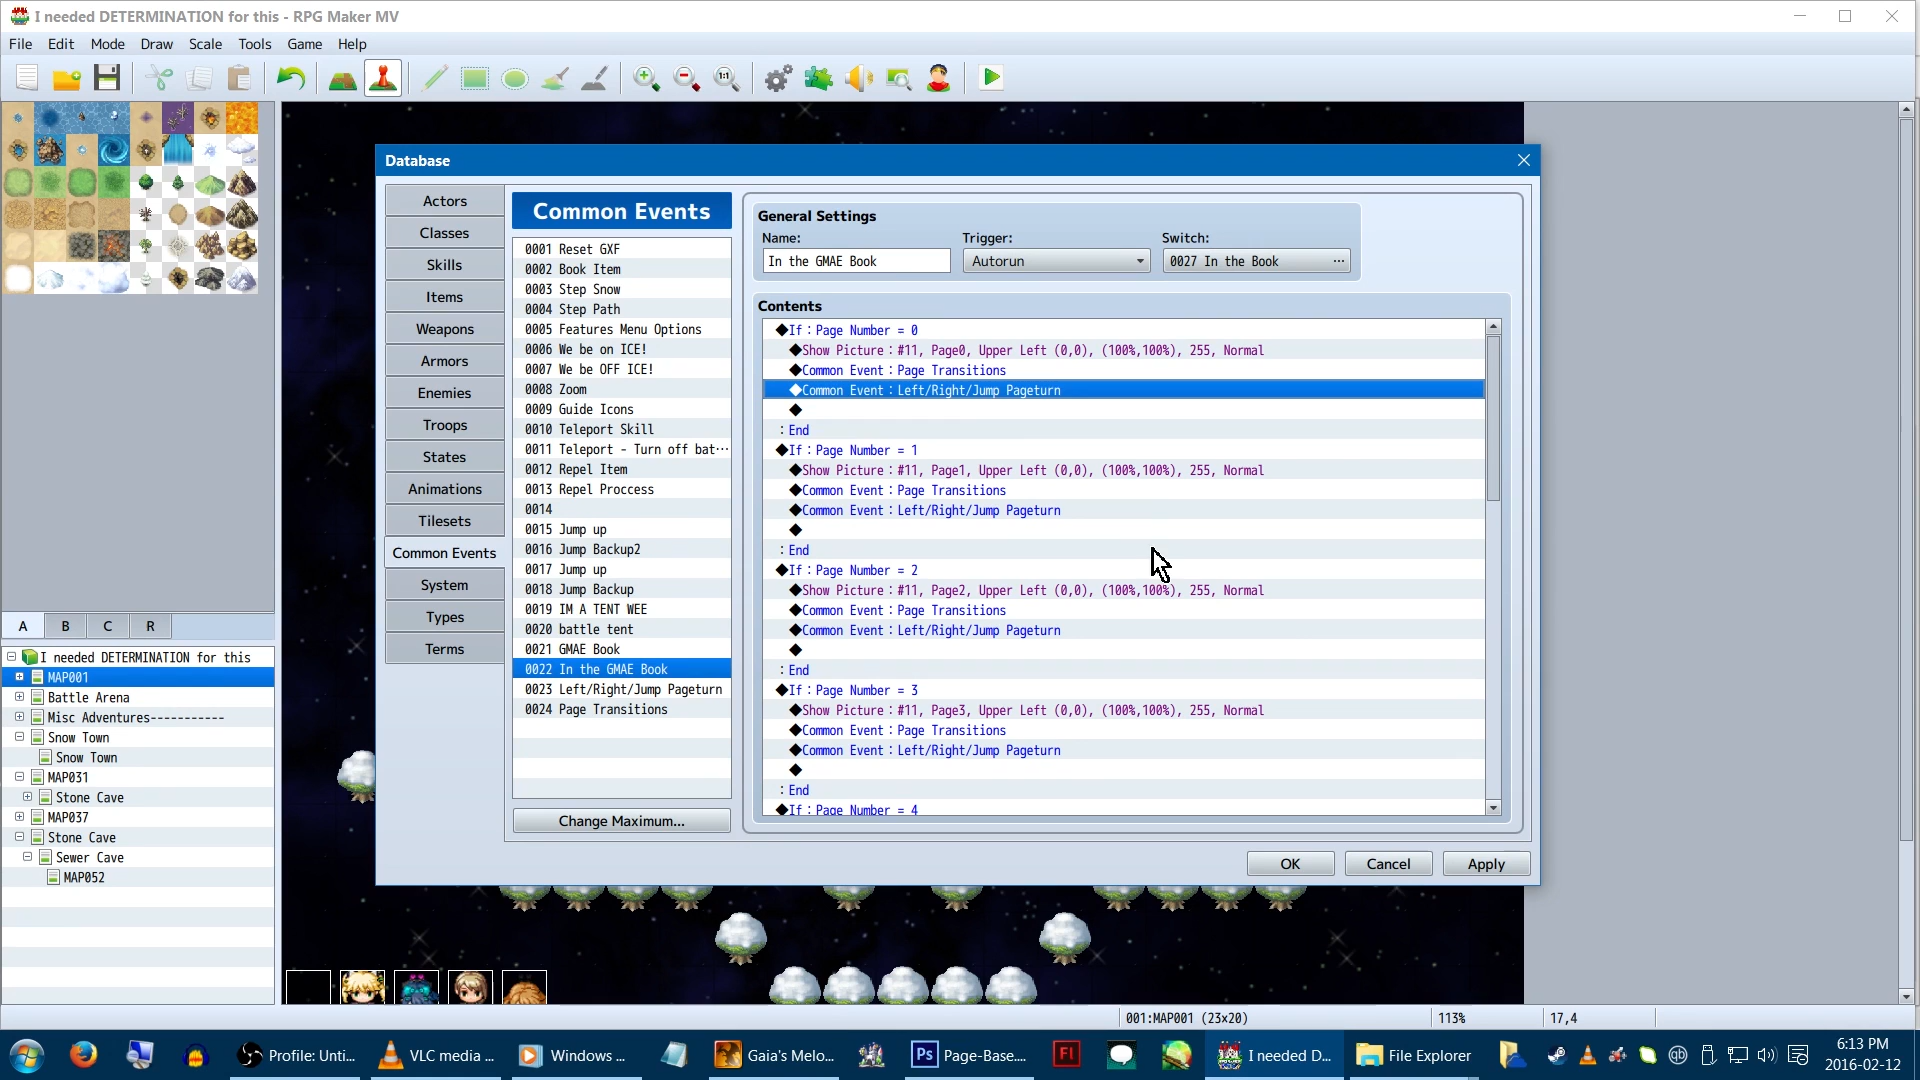 I needed DETERMINATION for this - RPG Maker MV
File Edit Mode Draw Scale Tools Game Help
1:1
A B C R
I needed DETERMINATION for this
MAP001
Battle Arena
Misc Adventures-----------
Snow Town
Snow Town
MAP031
Stone Cave
MAP037
Stone Cave
Sewer Cave
MAP052
Database
Actors
Classes
Skills
Items
Weapons
Armors
Enemies
Troops
States
Animations
Tilesets
Common Events
System
Types
Terms
Common Events
0001 Reset GXF
0002 Book Item
0003 Step Snow
0004 Step Path
0005 Features Menu Options
0006 We be on ICE!
0007 We be OFF ICE!
0008 Zoom
0009 Guide Icons
0010 Teleport Skill
0011 Teleport - Turn off bat…
0012 Repel Item
0013 Repel Proccess
0014
0015 Jump up
0016 Jump Backup2
0017 Jump up
0018 Jump Backup
0019 IM A TENT WEE
0020 battle tent
0021 GMAE Book
0022 In the GMAE Book
0023 Left/Right/Jump Pageturn
0024 Page Transitions
Change Maximum...
General Settings
Name: Trigger: Switch:
In the GMAE Book Autorun 0027 In the Book ...
Contents
◆If : Page Number = 0
◆Show Picture : #11, Page0, Upper Left (0,0), (100%,100%), 255, Normal
◆Common Event : Page Transitions
◆Common Event : Left/Right/Jump Pageturn
◆
: End
◆If : Page Number = 1
◆Show Picture : #11, Page1, Upper Left (0,0), (100%,100%), 255, Normal
◆Common Event : Page Transitions
◆Common Event : Left/Right/Jump Pageturn
◆
: End
◆If : Page Number = 2
◆Show Picture : #11, Page2, Upper Left (0,0), (100%,100%), 255, Normal
◆Common Event : Page Transitions
◆Common Event : Left/Right/Jump Pageturn
◆
: End
◆If : Page Number = 3
◆Show Picture : #11, Page3, Upper Left (0,0), (100%,100%), 255, Normal
◆Common Event : Page Transitions
◆Common Event : Left/Right/Jump Pageturn
◆
: End
◆If : Page Number = 4
OK Cancel Apply
001:MAP001 (23x20) 113% 17,4
Profile: Unti... VLC media ... Windows ... Gaia's Melo... Ps Page-Base.... Fl I needed D... File Explorer
6:13 PM
2016-02-12